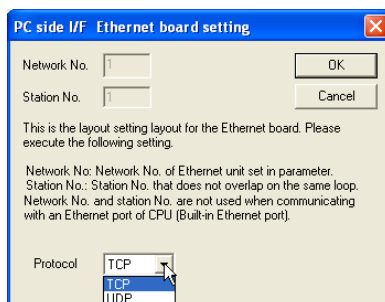 PC side I/F Ethernet board setting
Network No. 1
OK
Station No. 1
Cancel
This is the layout setting layout for the Ethernet board. Please
execute the following setting.
Network No: Network No. of Ethernet unit set in parameter.
Station No.: Station No. that does not overlap on the same loop.
Network No. and station No. are not used when communicating
with an Ethernet port of CPU (Built-in Ethernet port).
Protocol TCP
TCP
UDP